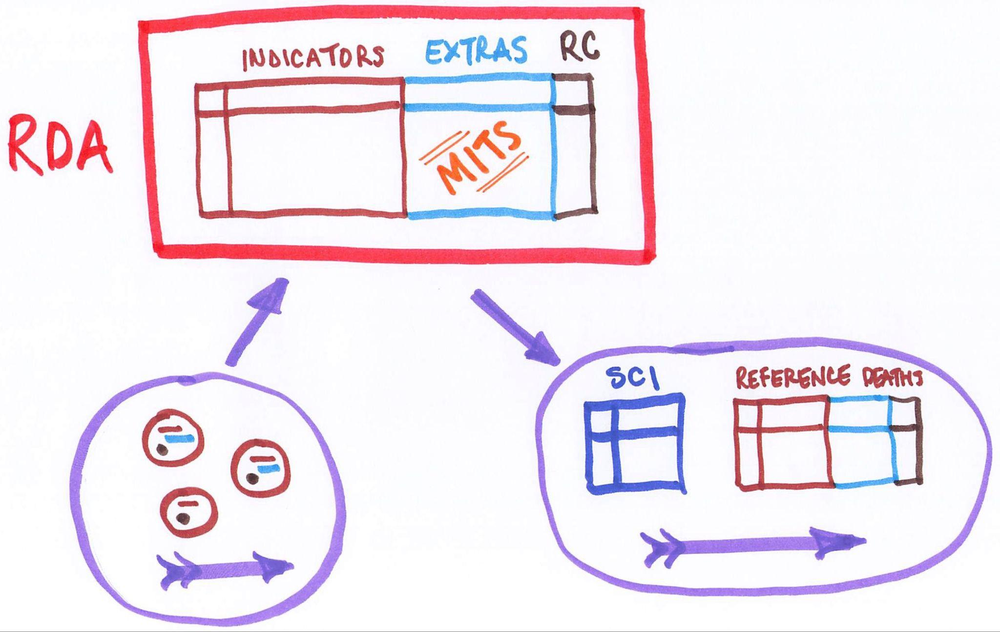 INDICATORS EXTRAS RC
RDA
MITS
SCI REFERENCE DEATHS